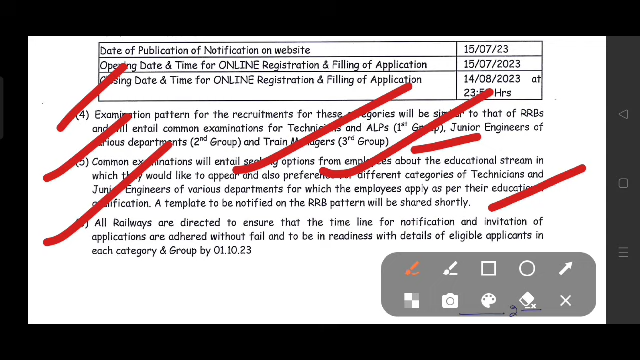 Date of Publication of Notification on website 15/07/23
Opening Date & Time for ONLINE Registration & Filling of Application 15/07/2023
Closing Date & Time for ONLINE Registration & Filling of Application 14/08/2023 at
23:59 Hrs
(4) Examination pattern for the recruitments for these categories will be similar to that of RRBs
and will entail common examinations for Technicians and ALPs (1st Group), Junior Engineers of
various departments (2nd Group) and Train Managers (3rd Group)
(5) Common examinations will entail seeking options from employees about the educational stream in
which they would like to appear and also preference for different categories of Technicians and
Junior Engineers of various departments for which the employees apply as per their educational
qualification. A template to be notified on the RRB pattern will be shared shortly.
All Railways are directed to ensure that the time line for notification and invitation of
applications are adhered without fail and to be in readiness with details of eligible applicants in
each category & Group by 01.10.23
2